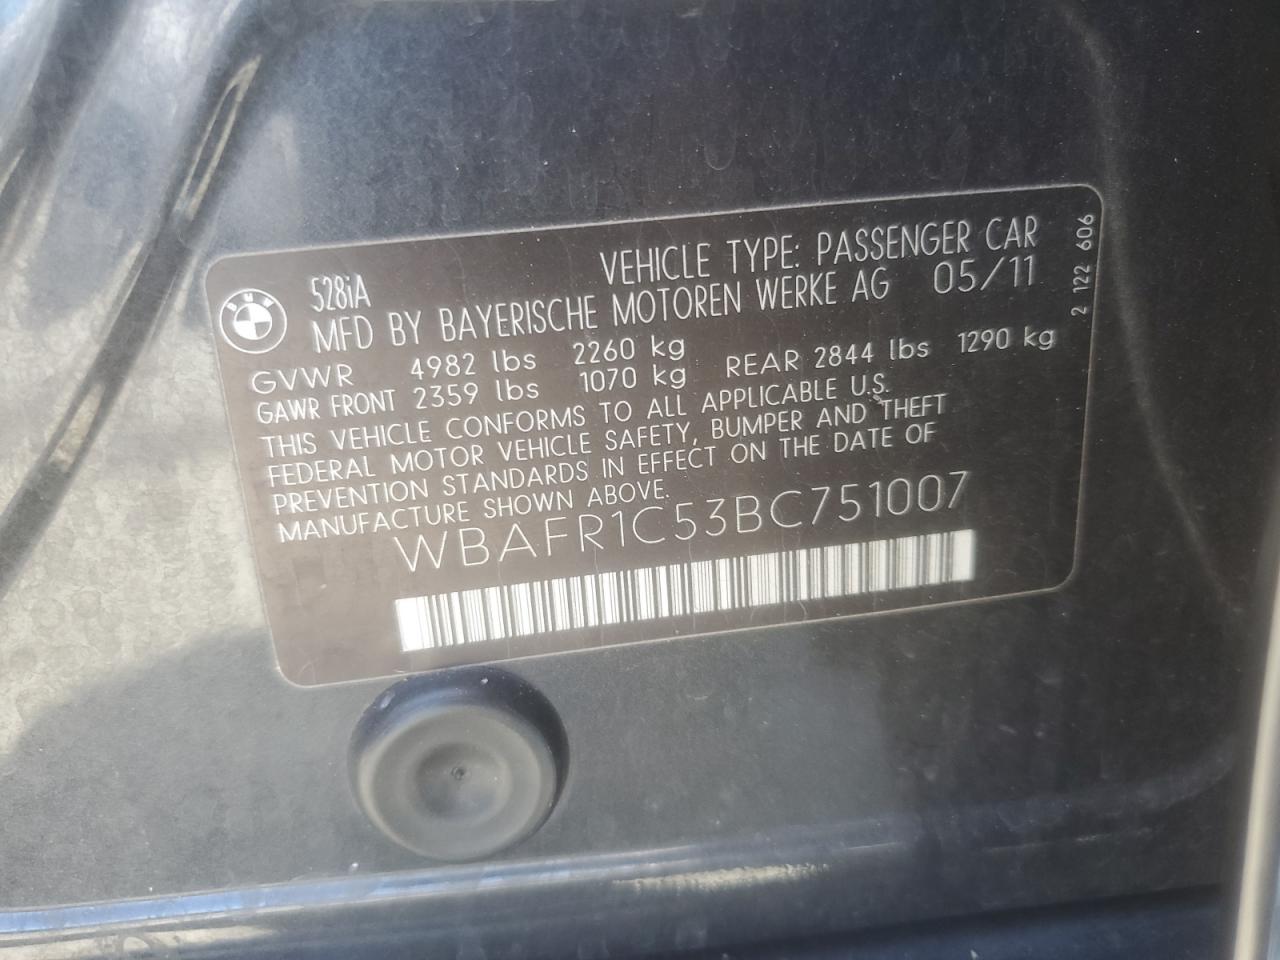 BMW
528iA
VEHICLE TYPE: PASSENGER CAR
MFD BY BAYERISCHE MOTOREN WERKE AG 05/11
GVWR 4982 lbs 2260 kg
GAWR FRONT 2359 lbs 1070 kg REAR 2844 lbs 1290 kg
THIS VEHICLE CONFORMS TO ALL APPLICABLE U.S.
FEDERAL MOTOR VEHICLE SAFETY, BUMPER AND THEFT
PREVENTION STANDARDS IN EFFECT ON THE DATE OF
MANUFACTURE SHOWN ABOVE.
WBAFR1C53BC751007
2 122 606